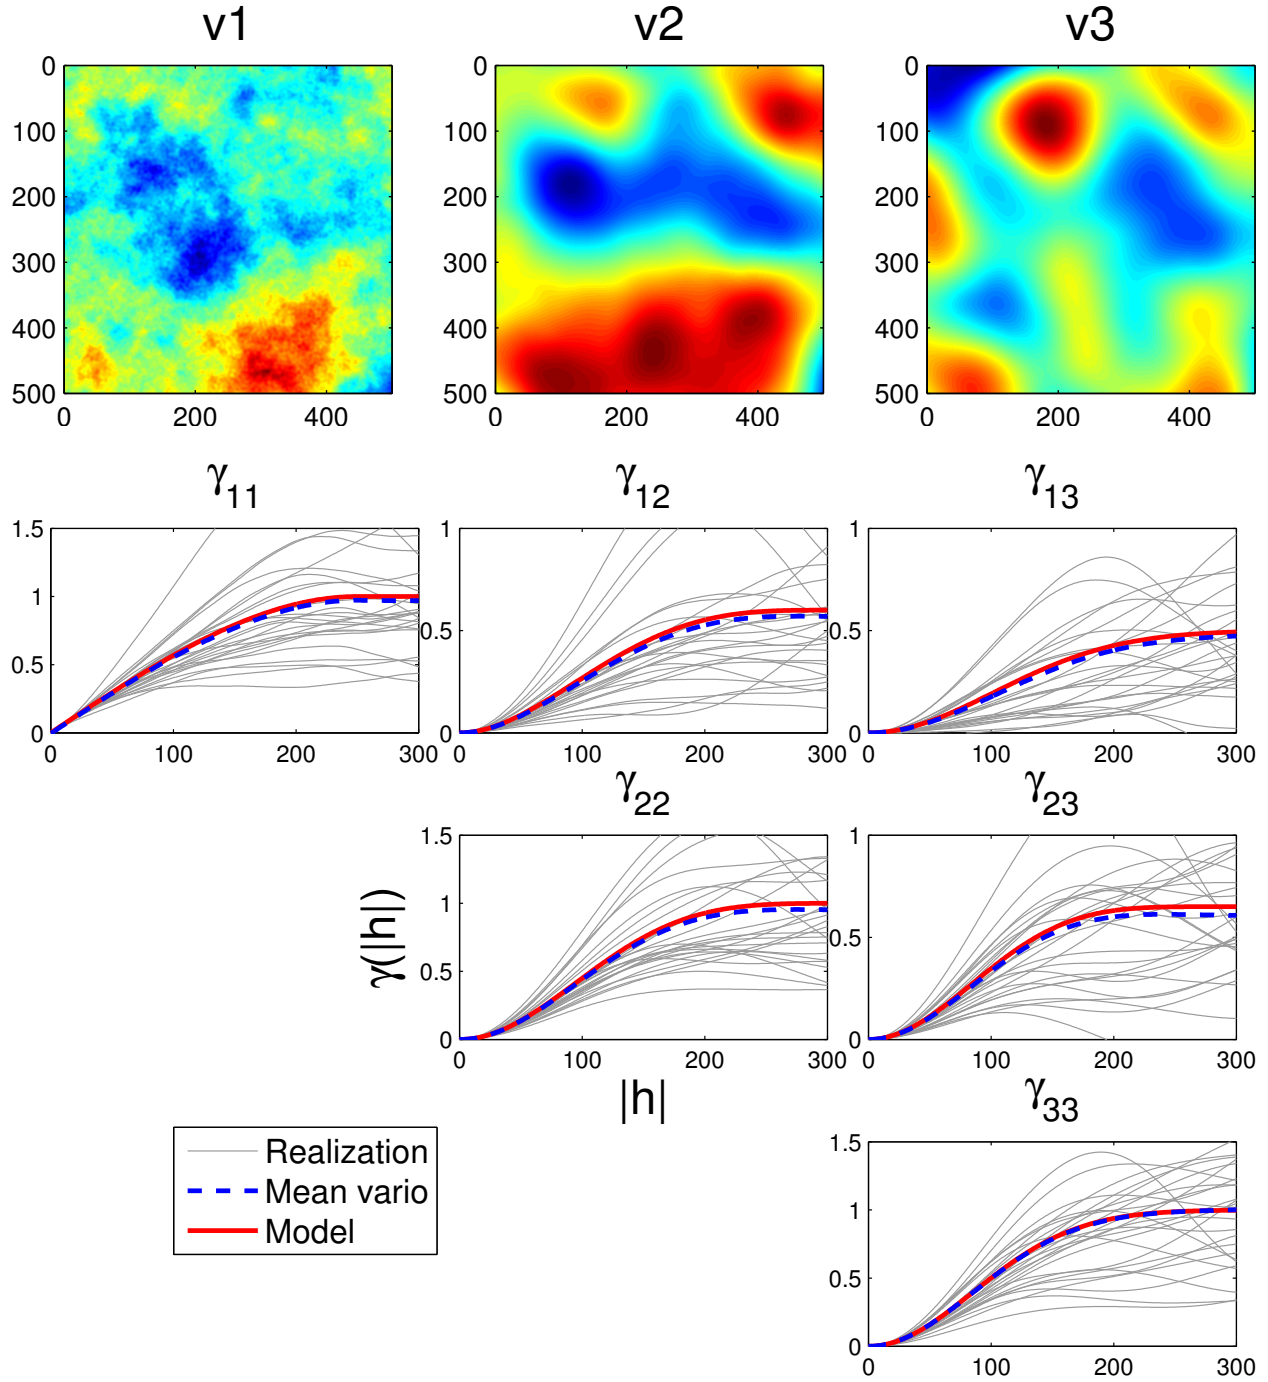 v1 v2 v3
0 0 0
100 100 100
200 200 200
300 300 300
400 400 400
500 500 500
0 200 400 0 200 400 0 200 400
γ11 γ12 γ13
1.5 1 1
1 0.5 0.5
0.5
0 0 0
0 100 200 300 0 100 200 300 0 100 200 300
γ22 γ23
1.5 1
1 0.5
0.5
0 0
γ(|h|)
0 100 200 300 0 100 200 300
|h| γ33
Realization
Mean vario
Model
1.5
1
0.5
0
0 100 200 300